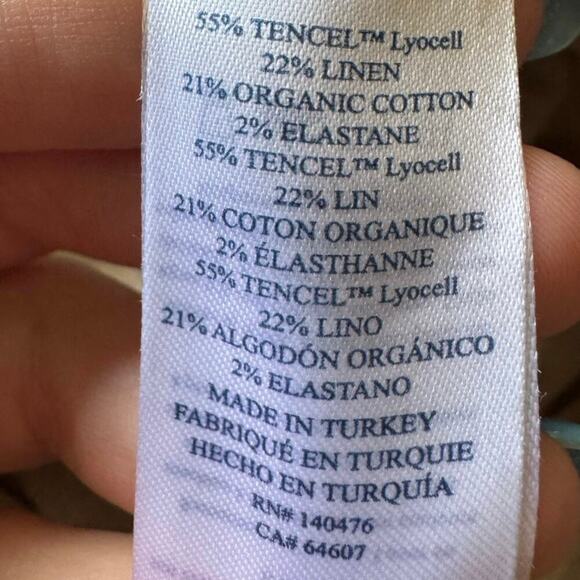 55% TENCEL™ Lyocell
22% LINEN
21% ORGANIC COTTON
2% ELASTANE
55% TENCEL™ Lyocell
22% LIN
21% COTON ORGANIQUE
2% ÉLASTHANNE
55% TENCEL™ Lyocell
22% LINO
21% ALGODÓN ORGÁNICO
2% ELASTANO
MADE IN TURKEY
FABRIQUÉ EN TURQUIE
HECHO EN TURQUÍA
RN# 140476
CA# 64607